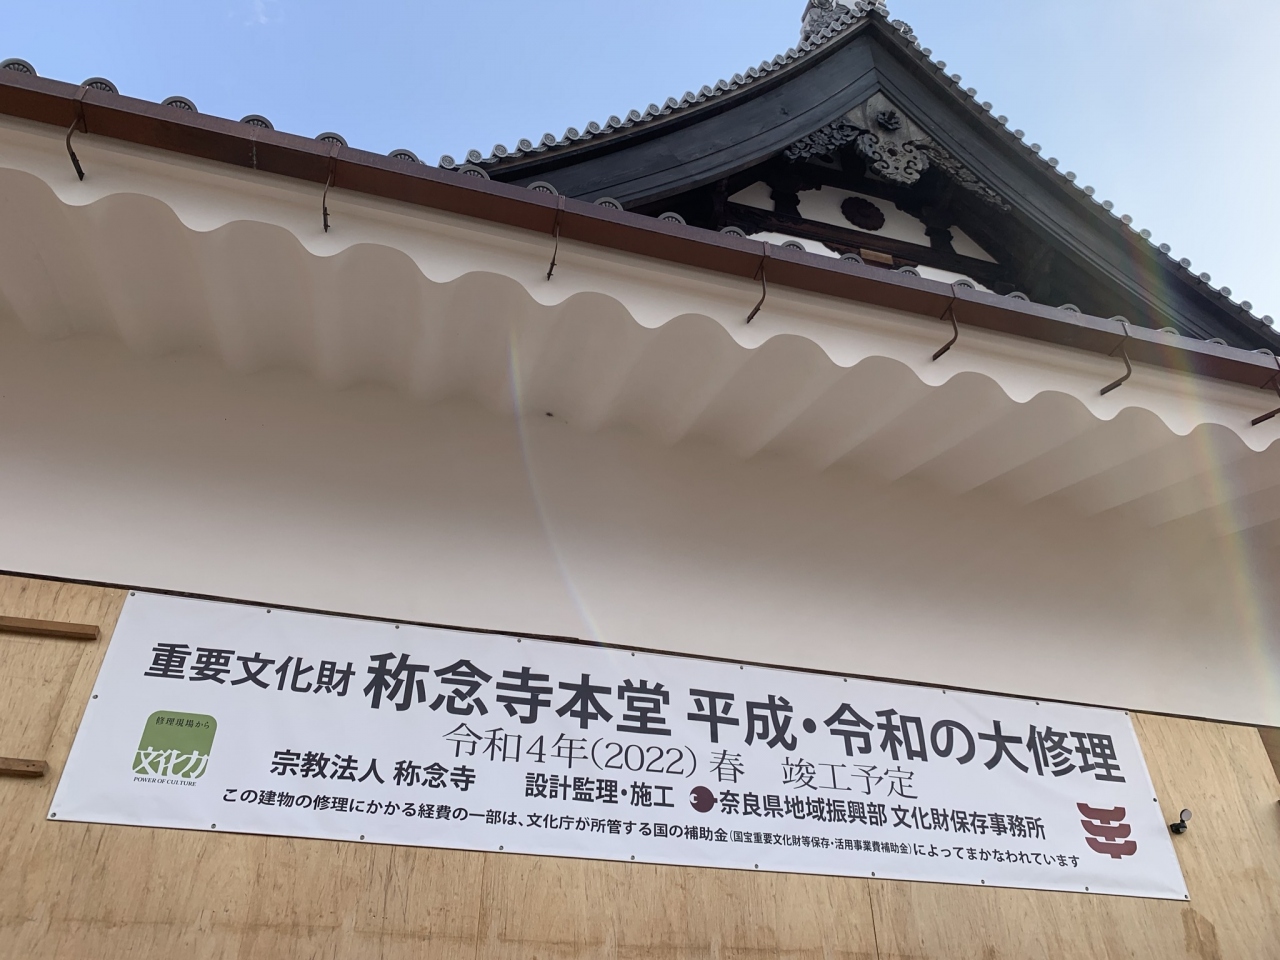 重要文化財 称念寺本堂 平成・令和の大修理
令和4年(2022) 春 竣工予定
修理現場から
文化力
POWER OF CULTURE
宗教法人 称念寺 設計監理・施工 奈良県地域振興部 文化財保存事務所
この建物の修理にかかる経費の一部は、文化庁が所管する国の補助金(国宝重要文化財等保存・活用事業費補助金)によってまかなわれています